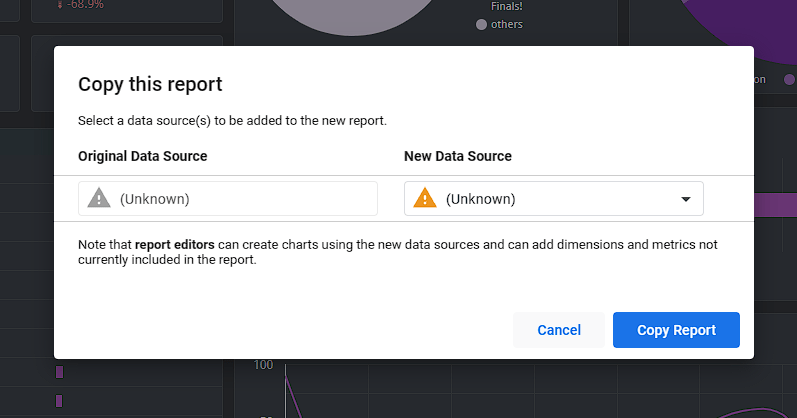 -68.9%
Finals!
others
on
Copy this report
Select a data source(s) to be added to the new report.
Original Data Source New Data Source
(Unknown) (Unknown)
Note that report editors can create charts using the new data sources and can add dimensions and metrics not
currently included in the report.
Cancel Copy Report
100